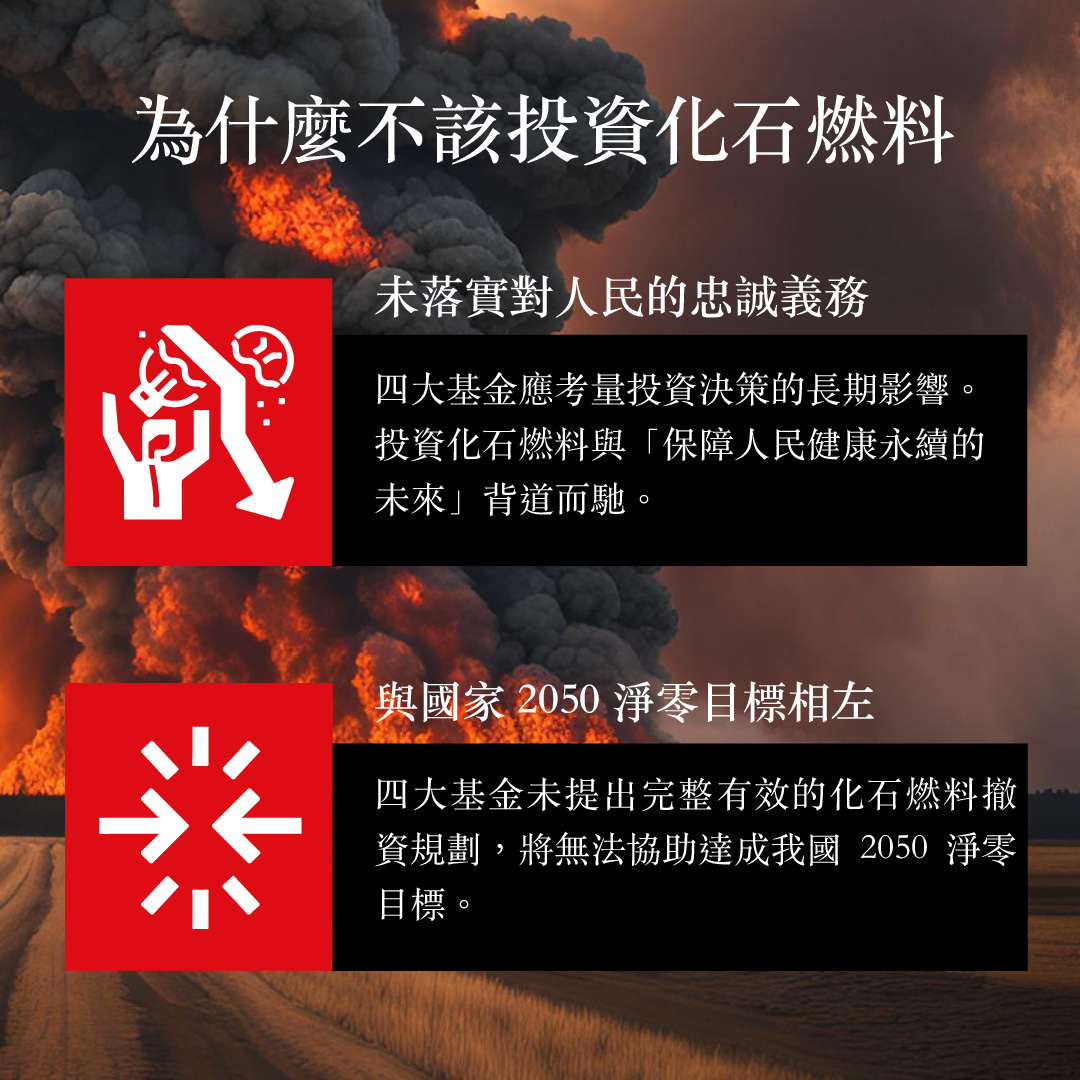 為什麼不該投資化石燃料
未落實對人民的忠誠義務
四大基金應考量投資決策的長期影響。
投資化石燃料與「保障人民健康永續的
未來」背道而馳。
與國家 2050 淨零目標相左
四大基金未提出完整有效的化石燃料撤
資規劃，將無法協助達成我國 2050 淨零
目標。